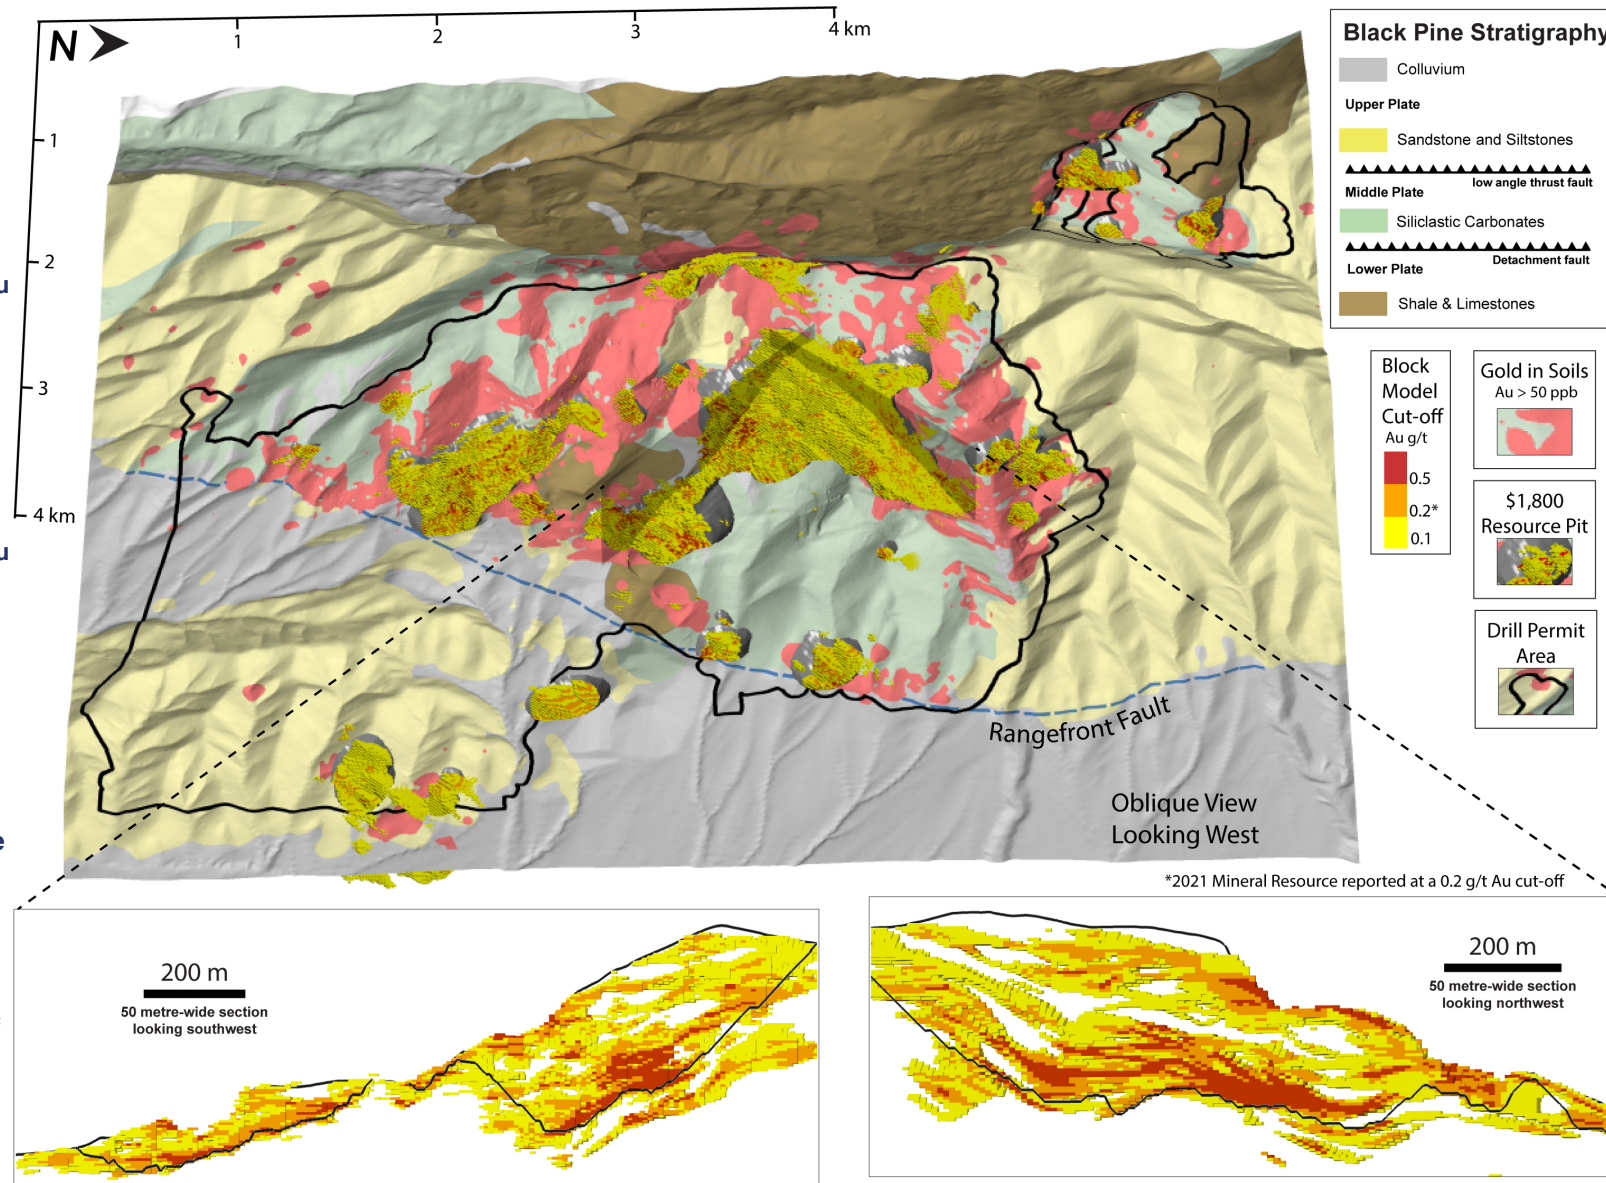 N
1
2
3
4 km
1
2
3
4 km
u
u
e
Black Pine Stratigraphy
Colluvium
Upper Plate
Sandstone and Siltstones
low angle thrust fault
Middle Plate
Siliclastic Carbonates
Detachment fault
Lower Plate
Shale & Limestones
Block
Model
Cut-off
Au g/t
0.5
0.2*
0.1
Gold in Soils
Au > 50 ppb
$1,800
Resource Pit
Drill Permit
Area
Rangefront Fault
Oblique View
Looking West
*2021 Mineral Resource reported at a 0.2 g/t Au cut-off
200 m
50 metre-wide section
looking southwest
200 m
50 metre-wide section
looking northwest